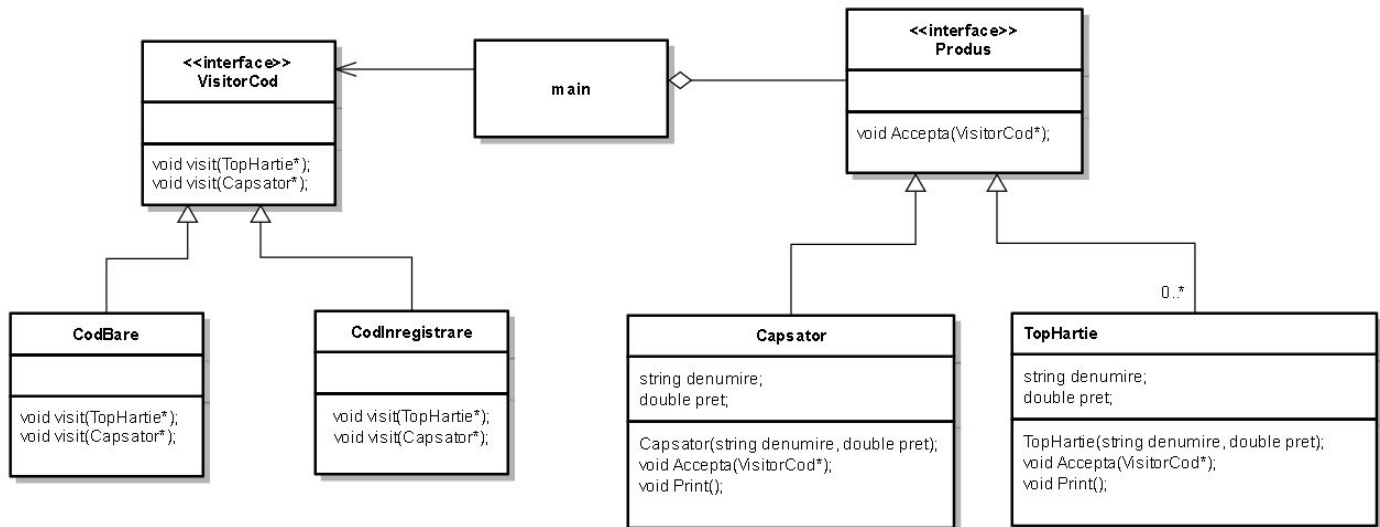 <<interface>>
VisitorCod
void visit(TopHartie*);
void visit(Capsator*);
main
<<interface>>
Produs
void Accepta(VisitorCod*);
CodBare
void visit(TopHartie*);
void visit(Capsator*);
CodInregistrare
void visit(TopHartie*);
void visit(Capsator*);
Capsator
string denumire;
double pret;
Capsator(string denumire, double pret);
void Accepta(VisitorCod*);
void Print();
0..*
TopHartie
string denumire;
double pret;
TopHartie(string denumire, double pret);
void Accepta(VisitorCod*);
void Print();